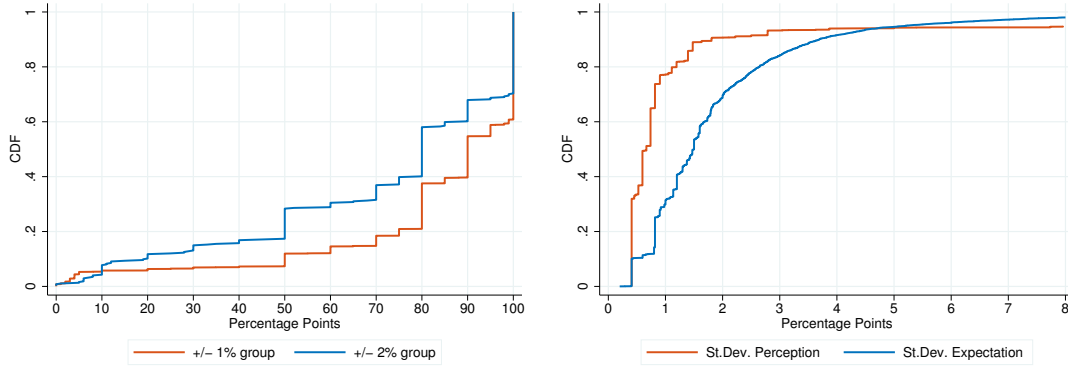 CDF
1
.8
.6
.4
.2
0
0 10 20 30 40 50 60 70 80 90 100
Percentage Points
+/− 1% group +/− 2% group
CDF
1
.8
.6
.4
.2
0
0 1 2 3 4 5 6 7 8
Percentage Points
St.Dev. Perception St.Dev. Expectation